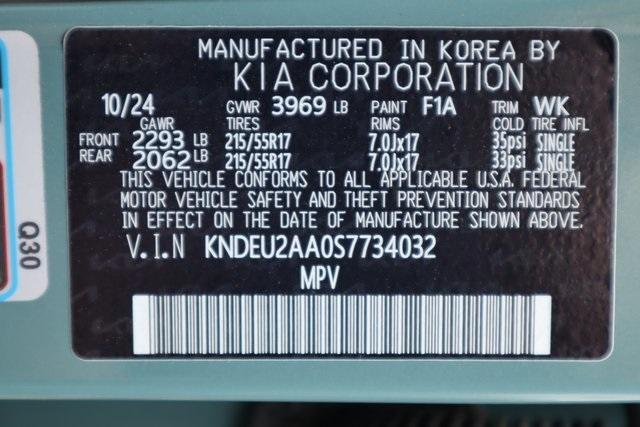 MANUFACTURED IN KOREA BY
KIA CORPORATION
10/24 GVWR 3969 LB PAINT F1A TRIM WK
GAWR TIRES RIMS COLD TIRE INFL
FRONT 2293 LB 215/55R17 7.0Jx17 35psi SINGLE
REAR 2062 LB 215/55R17 7.0Jx17 33psi SINGLE
THIS VEHICLE CONFORMS TO ALL APPLICABLE U.S.A. FEDERAL
MOTOR VEHICLE SAFETY AND THEFT PREVENTION STANDARDS
IN EFFECT ON THE DATE OF MANUFACTURE SHOWN ABOVE.
V.I.N KNDEU2AA0S7734032
MPV
Q30